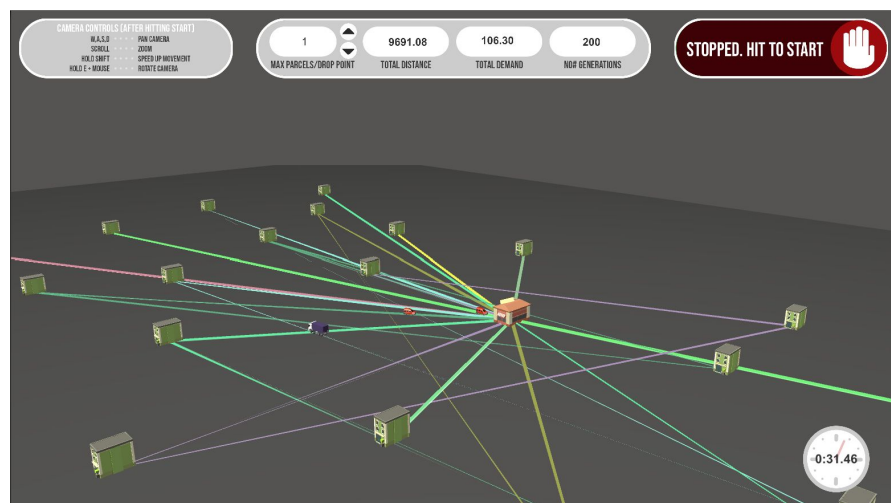 CAMERA CONTROLS (AFTER HITTING START)
W,A,S,D - - - - PAN CAMERA
SCROLL - - - - ZOOM
HOLD SHIFT - - - - SPEED UP MOVEMENT
HOLD E + MOUSE - - - - ROTATE CAMERA
1
MAX PARCELS/DROP POINT
9691.08
TOTAL DISTANCE
106.30
TOTAL DEMAND
200
NO# GENERATIONS
STOPPED. HIT TO START
0:31.46